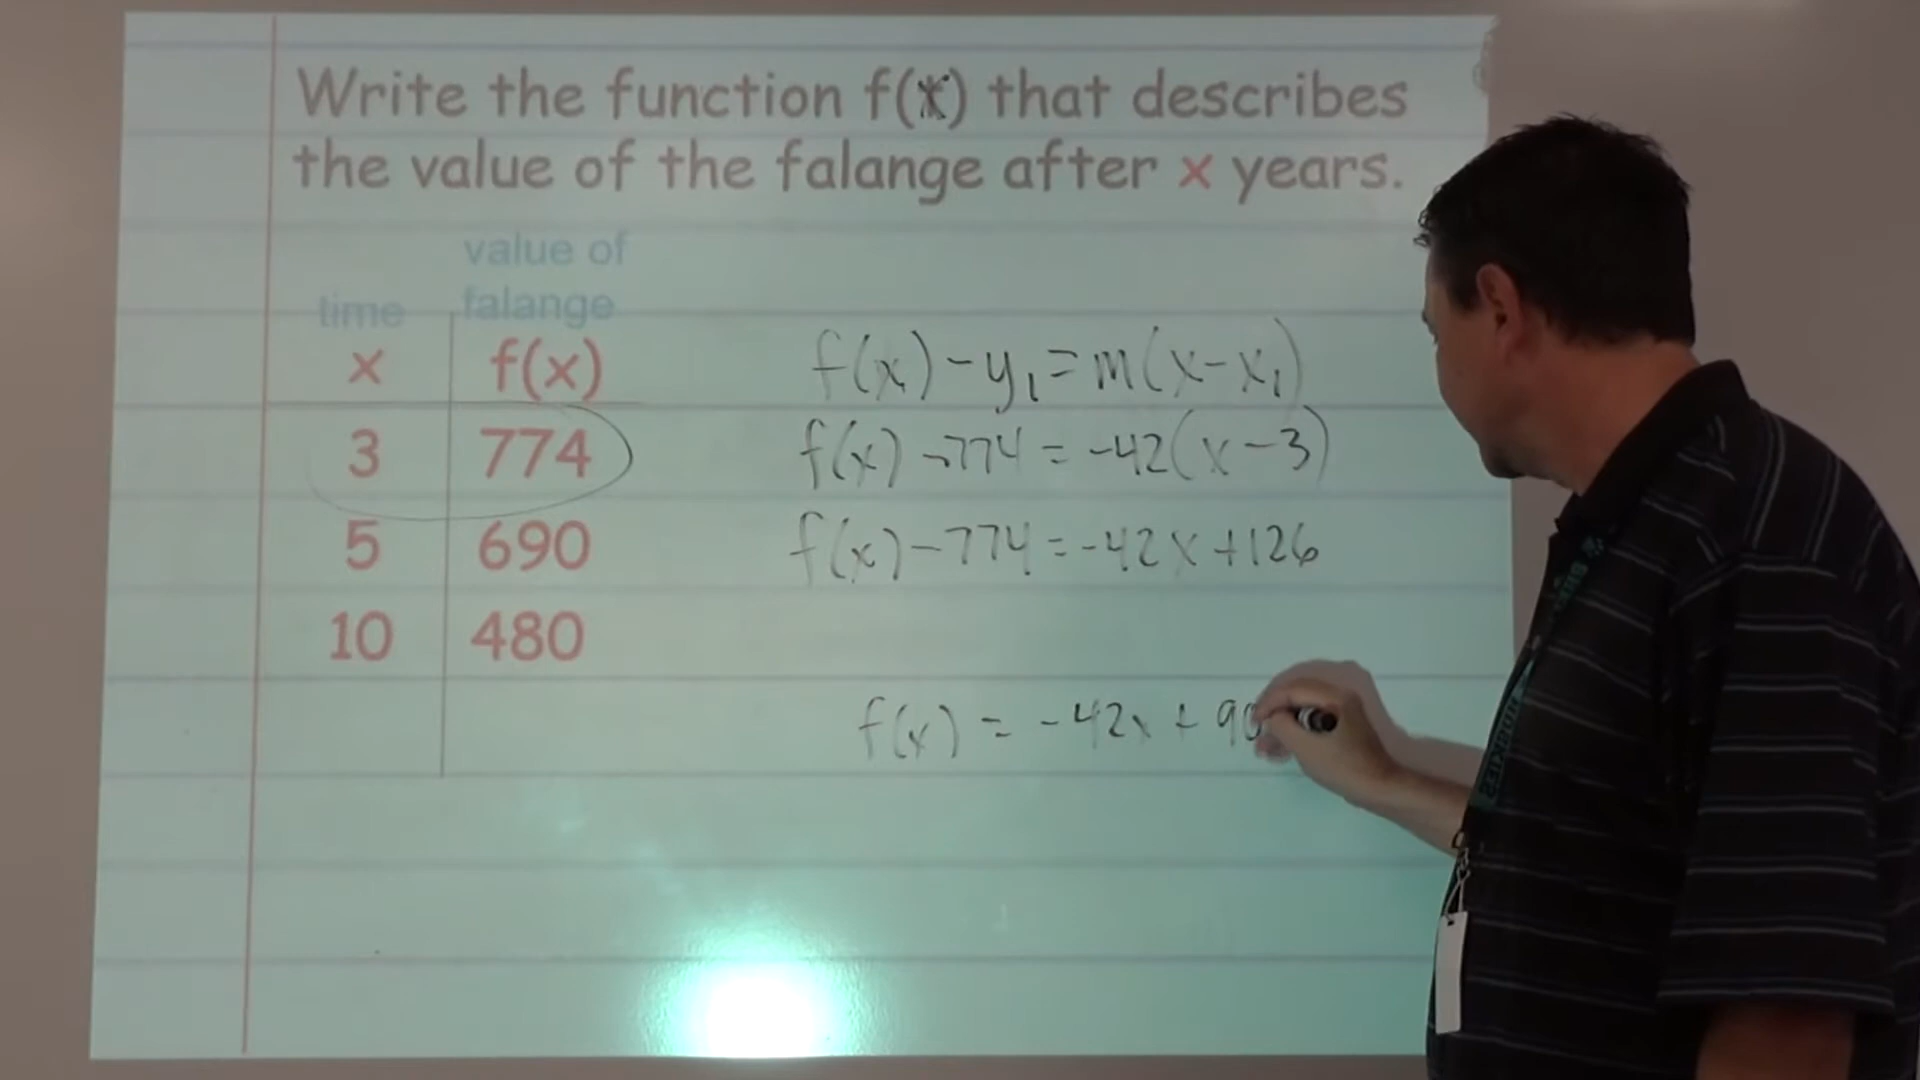 Write the function f(x) that describes
the value of the falange after x years.
value of
time falange
x f(x)
3 774
5 690
10 480
f(x) - y₁ = m(x - x₁)
f(x) - 774 = -42(x - 3)
f(x) - 774 = -42x + 126
f(x) = -42x + 90